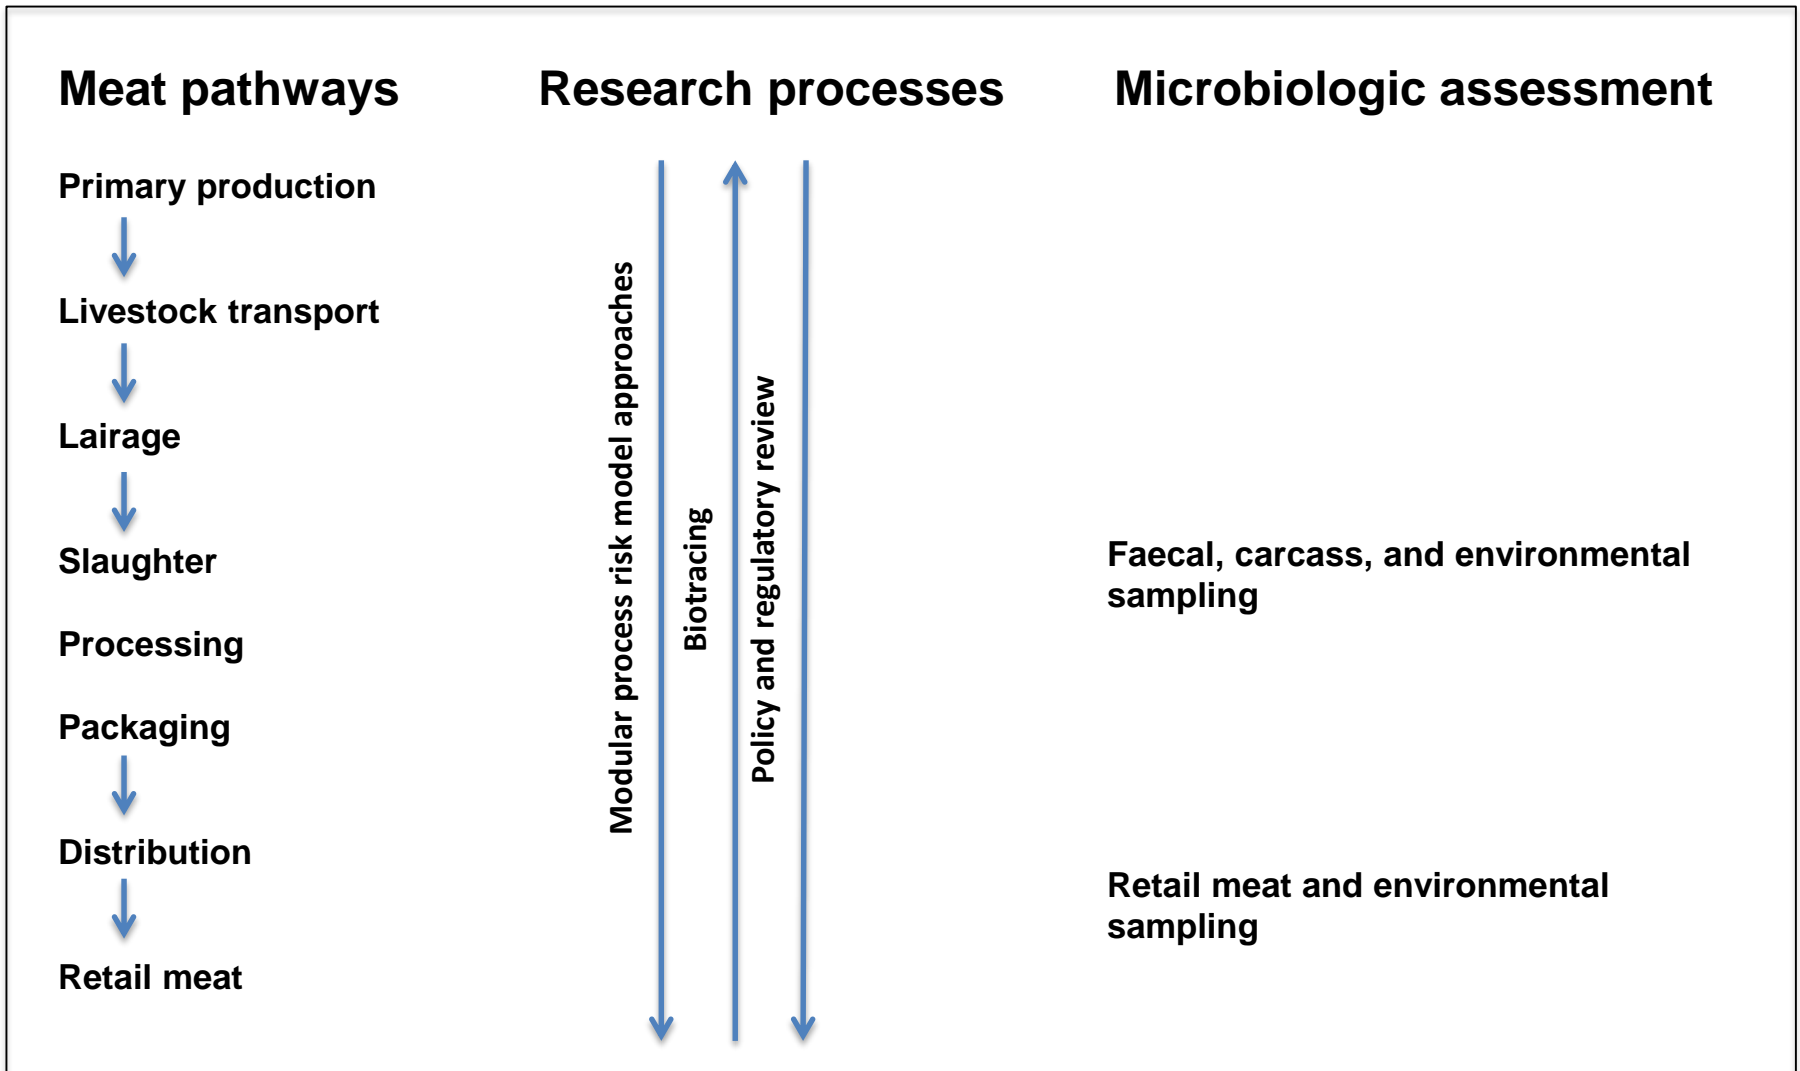 Meat pathways
Research processes
Microbiologic assessment
Primary production
Livestock transport
Lairage
Slaughter
Processing
Packaging
Distribution
Retail meat
Modular process risk model approaches
Biotracing
Policy and regulatory review
Faecal, carcass, and environmental
sampling
Retail meat and environmental
sampling